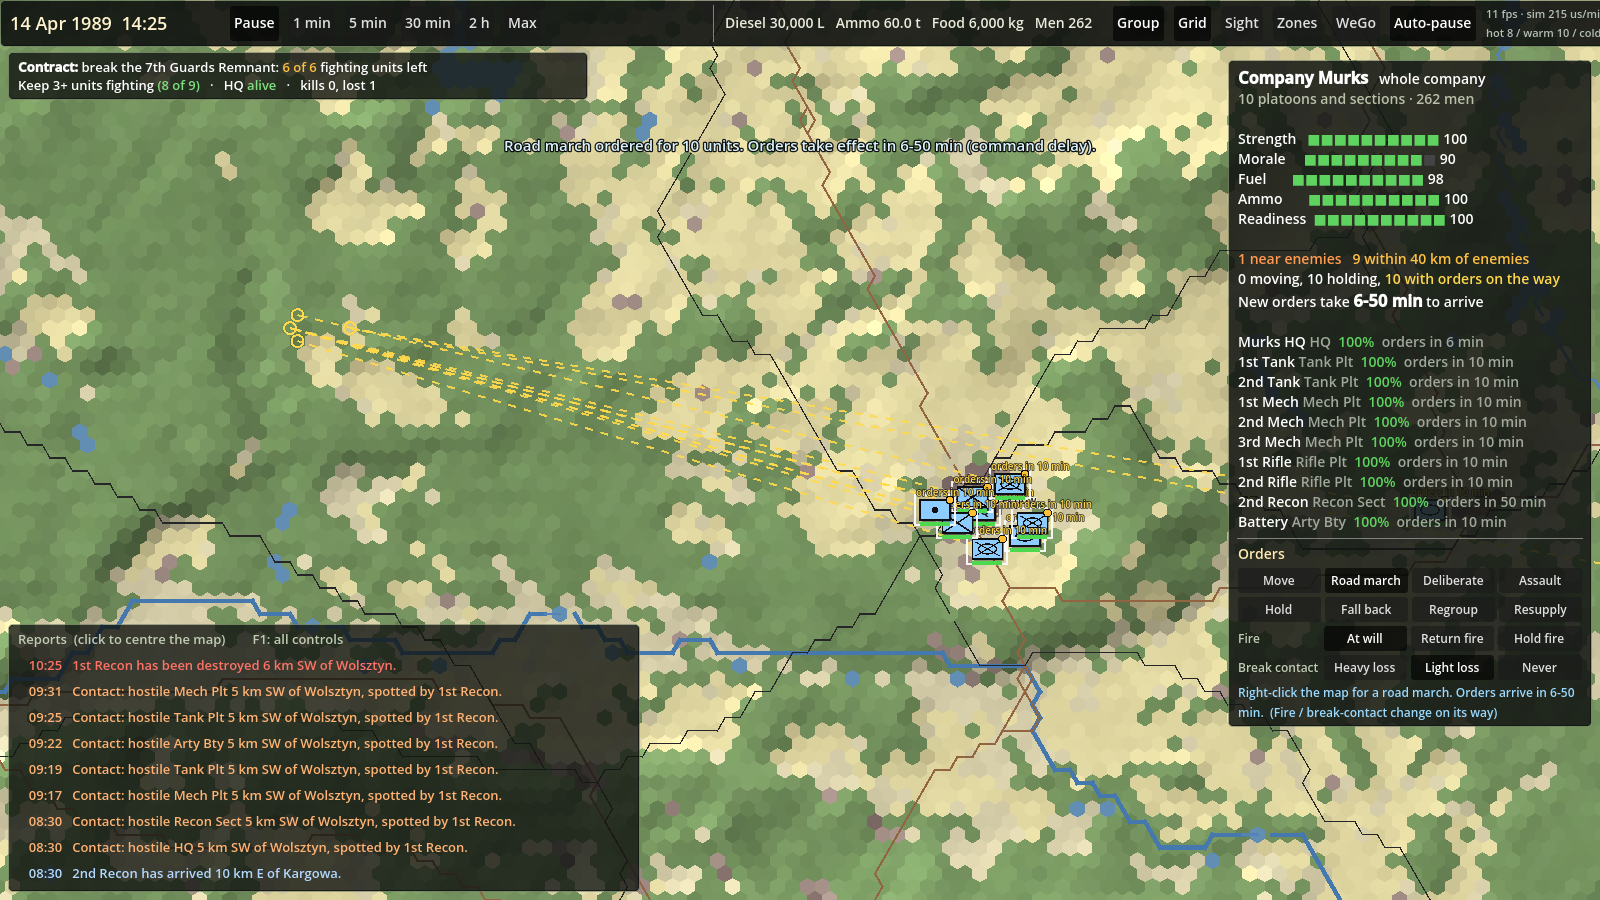 14 Apr 1989 14:25
Pause 1 min 5 min 30 min 2 h Max
Diesel 30,000 L Ammo 60.0 t Food 6,000 kg Men 262
Group Grid Sight Zones WeGo Auto-pause
11 fps · sim 215 us/mi
hot 8 / warm 10 / cold
Contract: break the 7th Guards Remnant: 6 of 6 fighting units left
Keep 3+ units fighting (8 of 9) · HQ alive · kills 0, lost 1
Road march ordered for 10 units. Orders take effect in 6-50 min (command delay).
Company Murks whole company
10 platoons and sections · 262 men
Strength 100
Morale 90
Fuel 98
Ammo 100
Readiness 100
1 near enemies 9 within 40 km of enemies
0 moving, 10 holding, 10 with orders on the way
New orders take 6-50 min to arrive
Murks HQ HQ 100% orders in 6 min
1st Tank Tank Plt 100% orders in 10 min
2nd Tank Tank Plt 100% orders in 10 min
1st Mech Mech Plt 100% orders in 10 min
2nd Mech Mech Plt 100% orders in 10 min
3rd Mech Mech Plt 100% orders in 10 min
1st Rifle Rifle Plt 100% orders in 10 min
2nd Rifle Rifle Plt 100% orders in 10 min
2nd Recon Recon Sect 100% orders in 50 min
Battery Arty Bty 100% orders in 10 min
Orders
Move Road march Deliberate Assault
Hold Fall back Regroup Resupply
Fire At will Return fire Hold fire
Break contact Heavy loss Light loss Never
Right-click the map for a road march. Orders arrive in 6-50
min. (Fire / break-contact change on its way)
orders in 10 min
orders in 10 min
Reports (click to centre the map) F1: all controls
10:25 1st Recon has been destroyed 6 km SW of Wolsztyn.
09:31 Contact: hostile Mech Plt 5 km SW of Wolsztyn, spotted by 1st Recon.
09:25 Contact: hostile Tank Plt 5 km SW of Wolsztyn, spotted by 1st Recon.
09:22 Contact: hostile Arty Bty 5 km SW of Wolsztyn, spotted by 1st Recon.
09:19 Contact: hostile Tank Plt 5 km SW of Wolsztyn, spotted by 1st Recon.
09:17 Contact: hostile Mech Plt 5 km SW of Wolsztyn, spotted by 1st Recon.
08:30 Contact: hostile Recon Sect 5 km SW of Wolsztyn, spotted by 1st Recon.
08:30 Contact: hostile HQ 5 km SW of Wolsztyn, spotted by 1st Recon.
08:30 2nd Recon has arrived 10 km E of Kargowa.